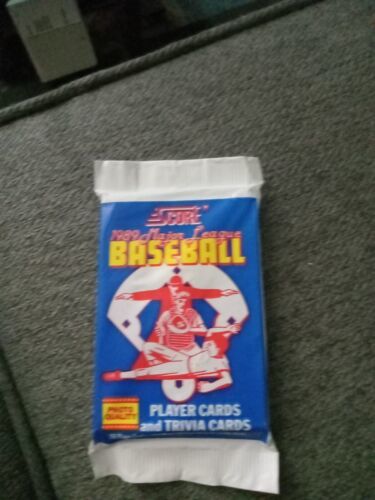 SCORE
1989 Major League
BASEBALL
PHOTO
QUALITY
PLAYER CARDS
and TRIVIA CARDS